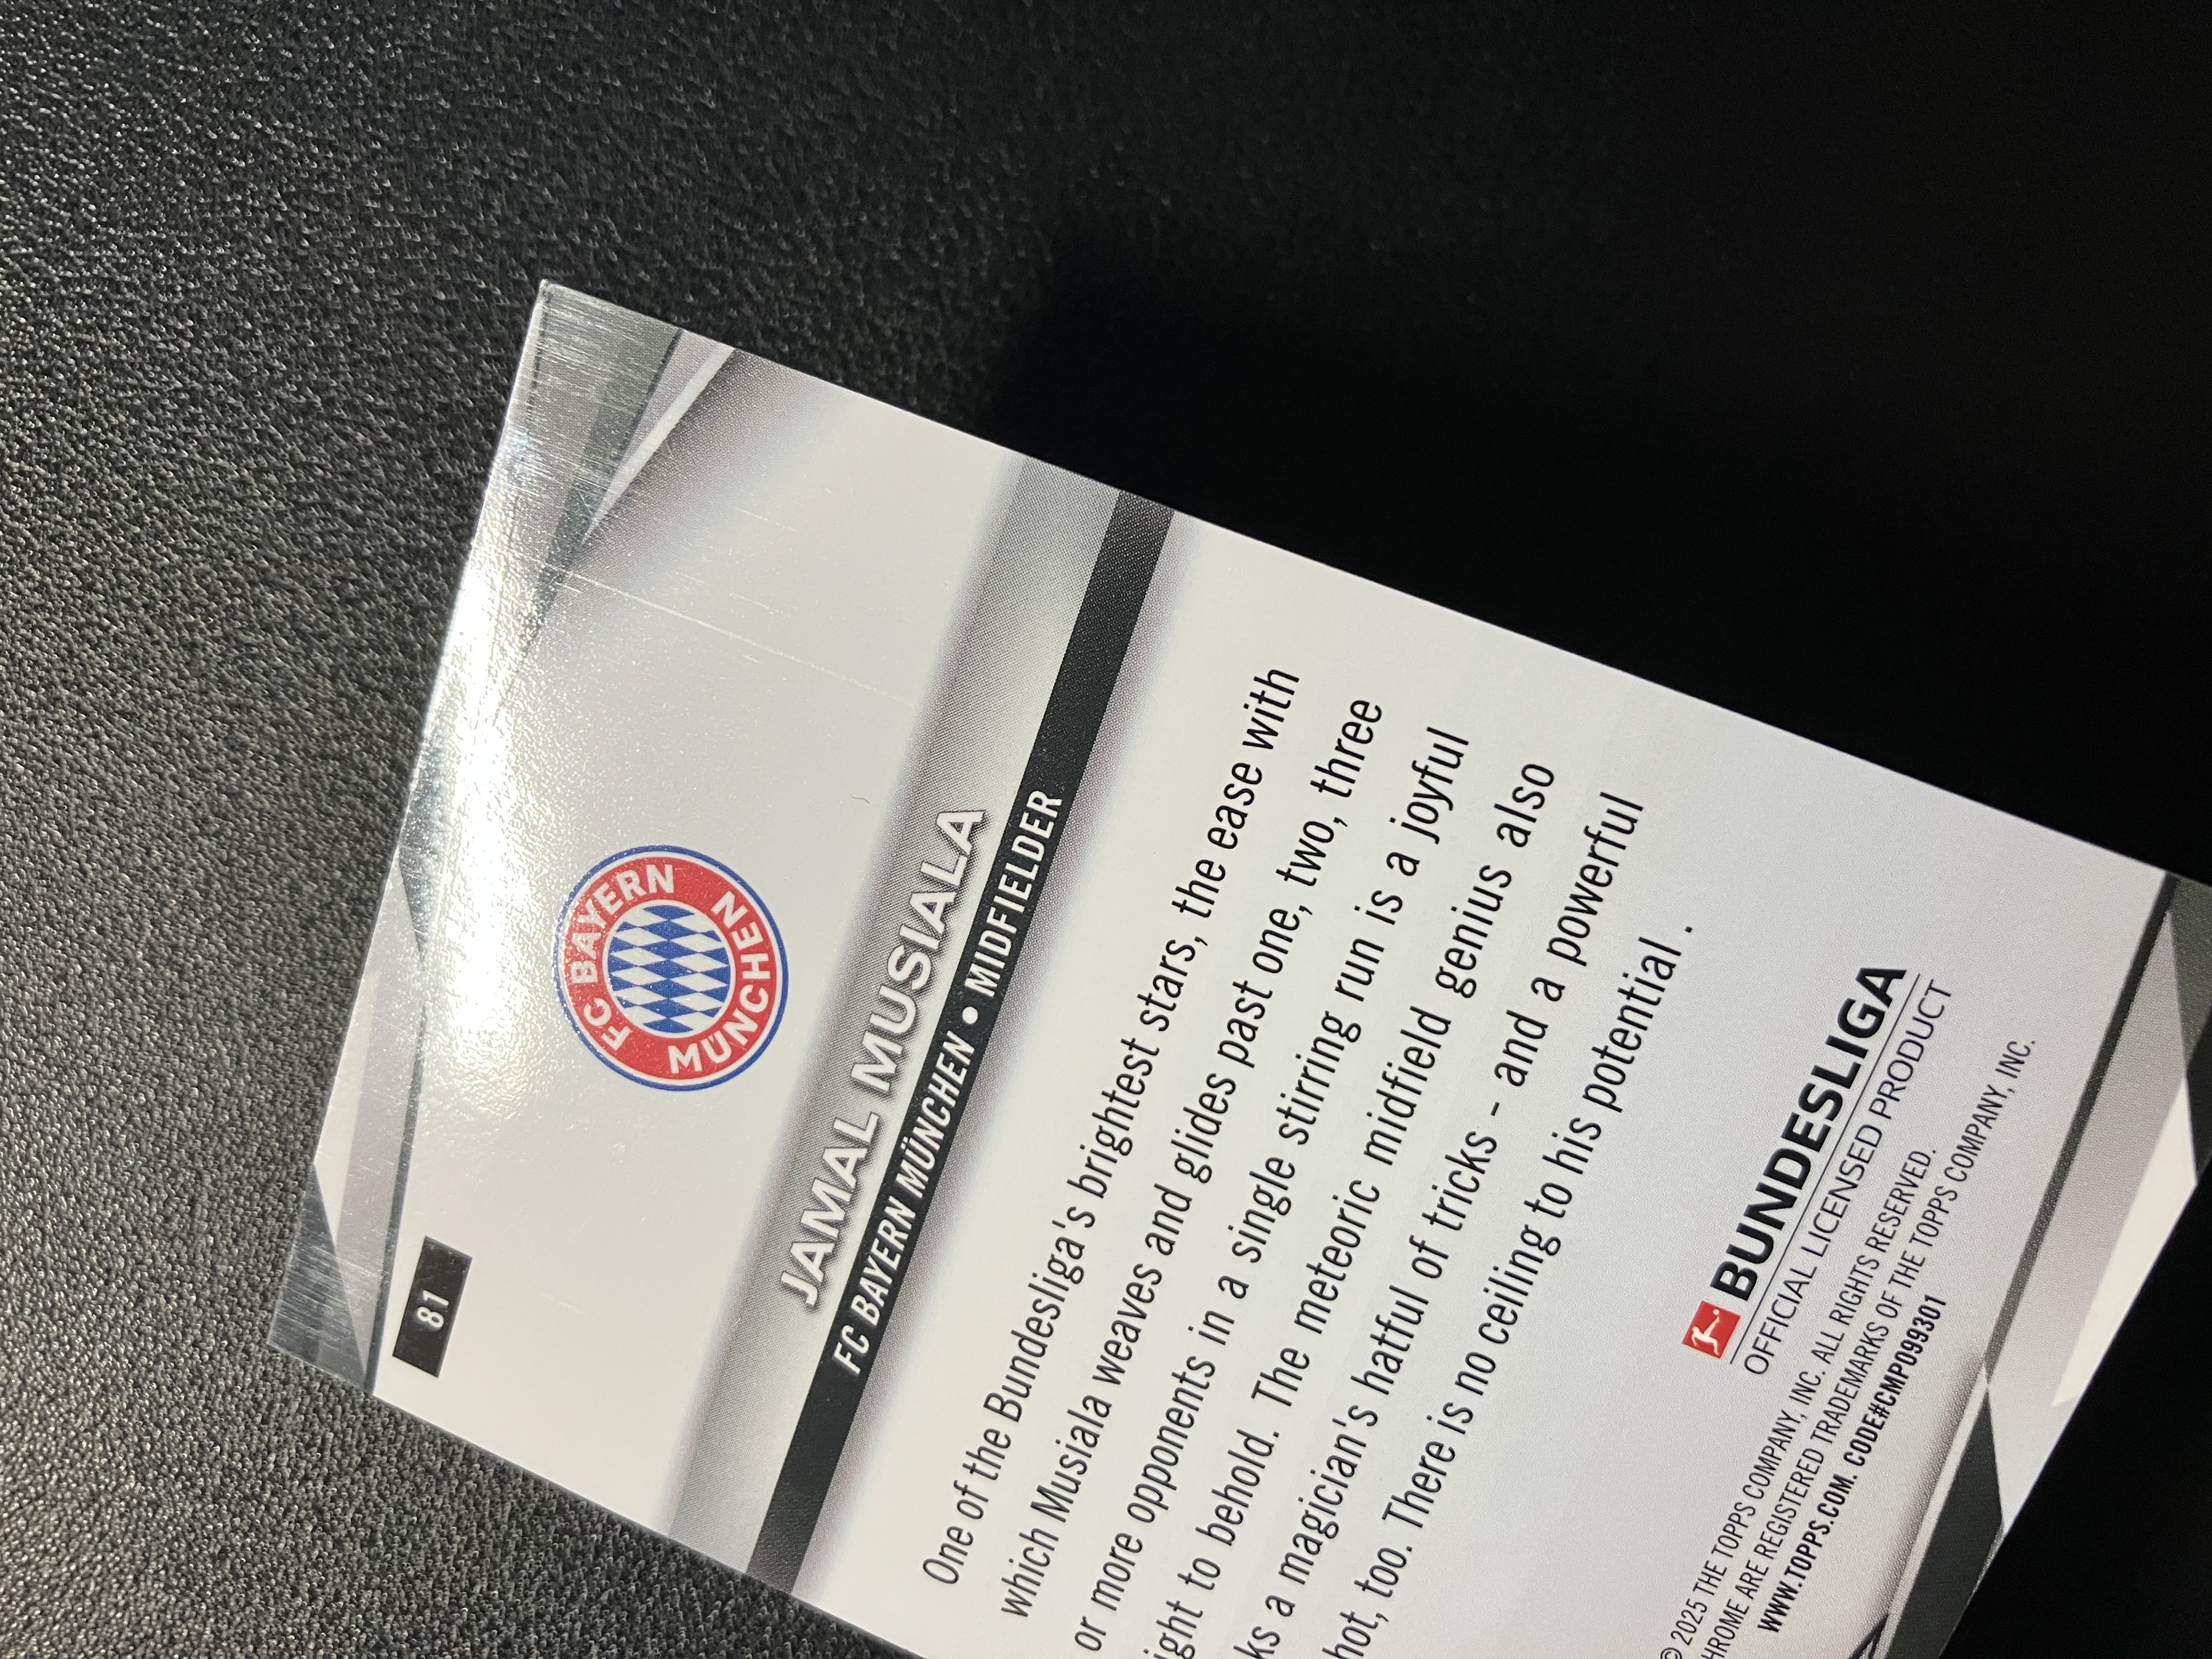 81
FC BAYERN
MÜNCHEN
JAMAL MUSIALA
FC BAYERN MÜNCHEN • MIDFIELDER
One of the Bundesliga's brightest stars, the ease with
which Musiala weaves and glides past one, two, three
or more opponents in a single stirring run is a joyful
to behold. The meteoric midfield genius also
a magician's hatful of tricks - and a powerful
too. There is no ceiling to his potential .
BUNDESLIGA
OFFICIAL LICENSED PRODUCT
© 2025 THE TOPPS COMPANY, INC. ALL RIGHTS RESERVED.
ARE REGISTERED TRADEMARKS OF THE TOPPS COMPANY, INC.
WWW.TOPPS.COM. CODE#CMP099301